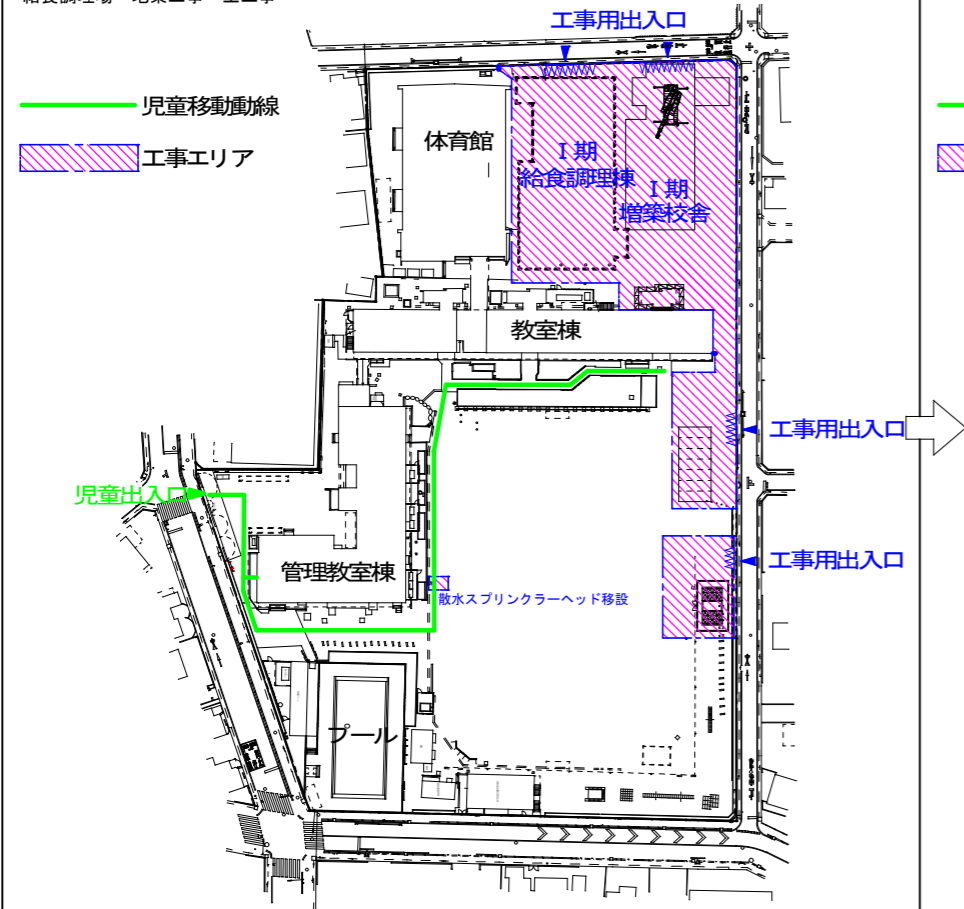 工事用出入口
児童移動動線
工事エリア
体育館
Ⅰ期
給食調理棟
Ⅰ期
増築校舎
教室棟
工事用出入口
児童出入口
工事用出入口
管理教室棟
散水スプリンクラーヘッド移設
プール